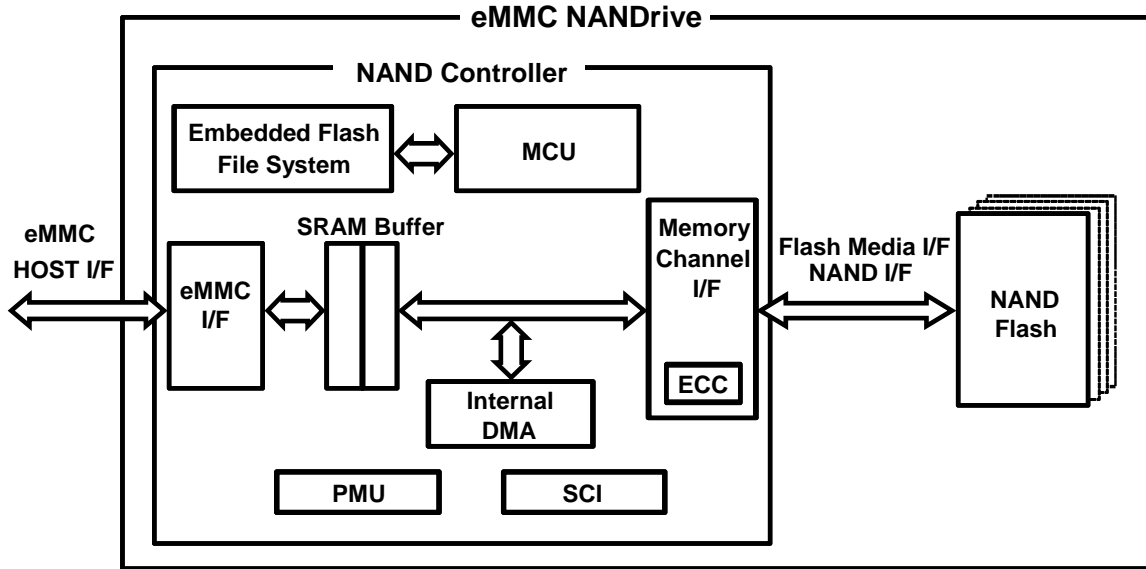 eMMC NANDrive
NAND Controller
Embedded Flash
File System
MCU
eMMC
HOST I/F
eMMC
I/F
SRAM Buffer
Memory
Channel
I/F
ECC
Internal
DMA
PMU
SCI
Flash Media I/F
NAND I/F
NAND
Flash